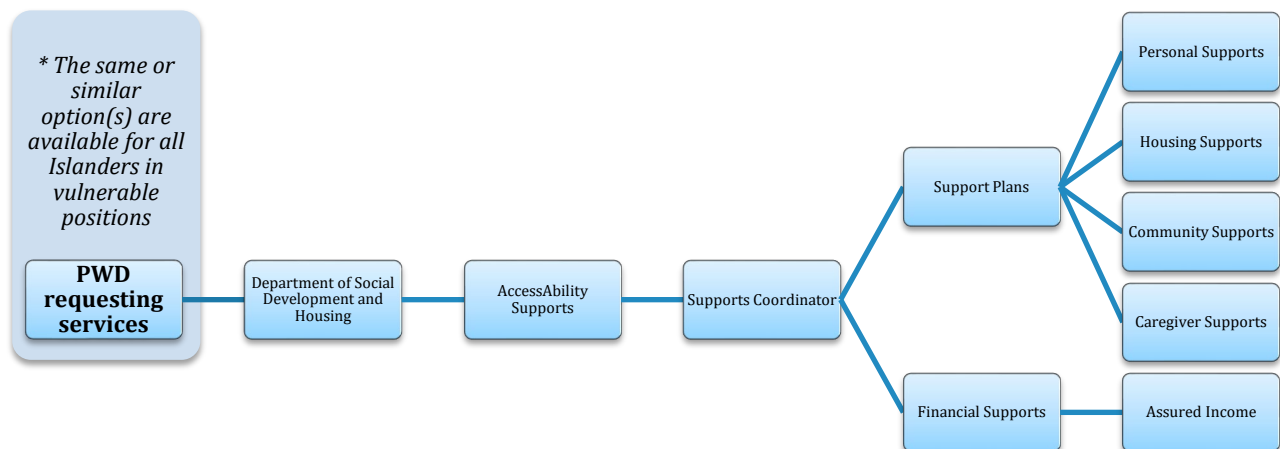 * The same or
similar
option(s) are
available for all
Islanders in
vulnerable
positions
PWD
requesting
services
Department of Social
Development and
Housing
AccessAbility
Supports
Supports Coordinator
Support Plans
Personal Supports
Housing Supports
Community Supports
Caregiver Supports
Financial Supports
Assured Income